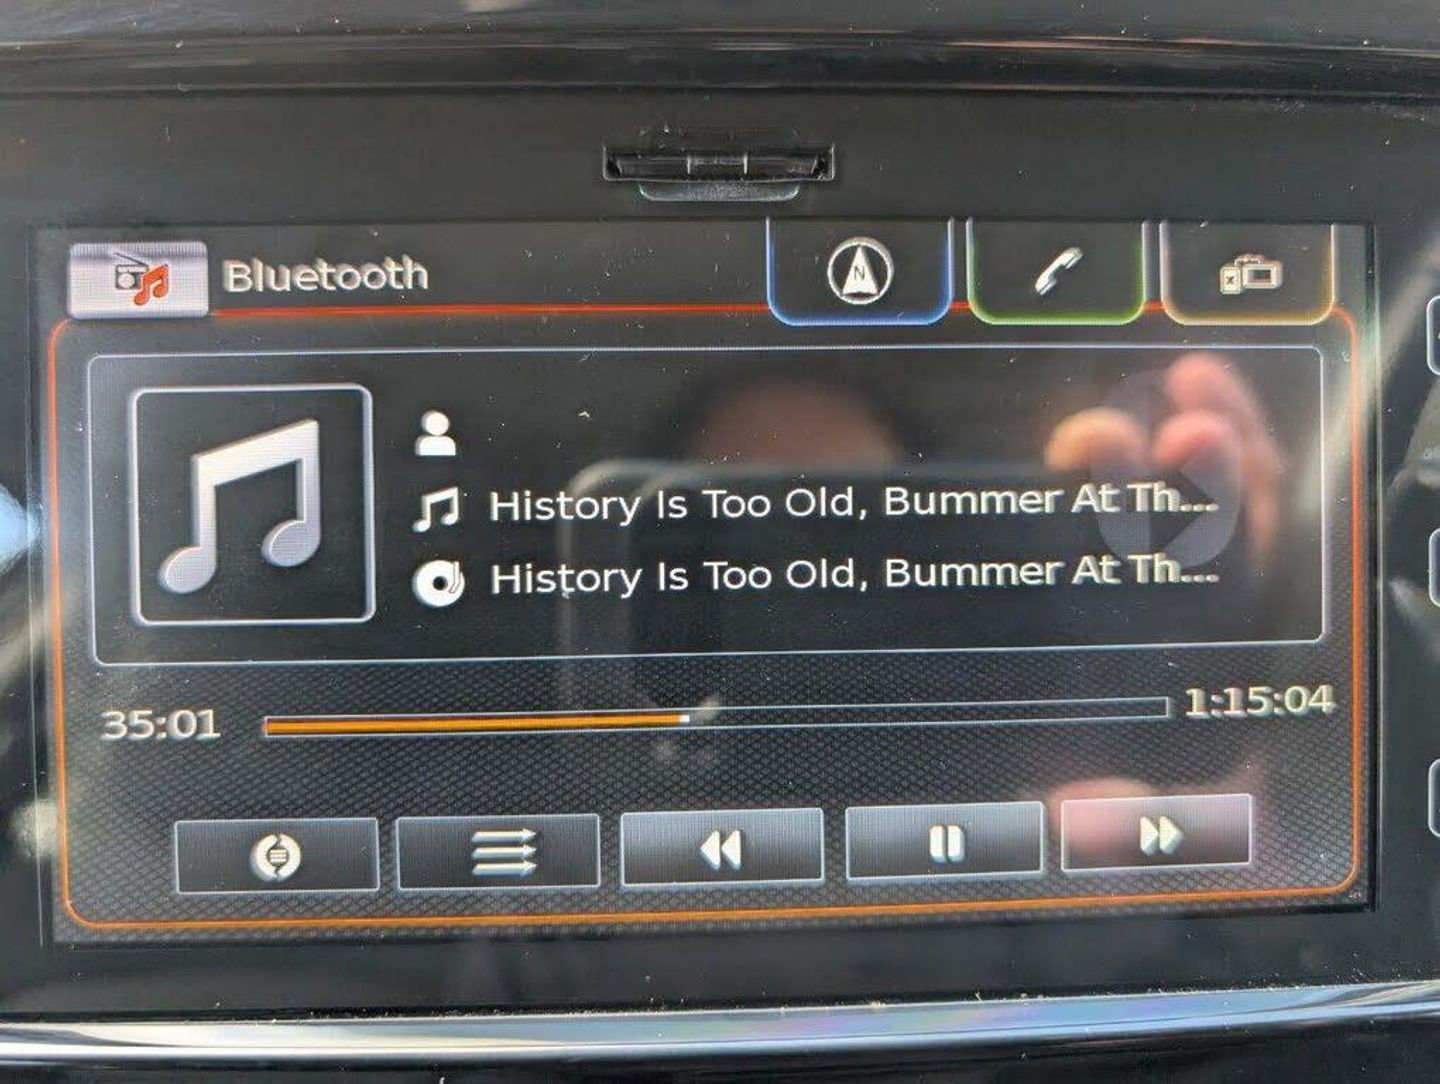 Bluetooth
N
History Is Too Old, Bummer At Th...
History Is Too Old, Bummer At Th...
35:01
1:15:04